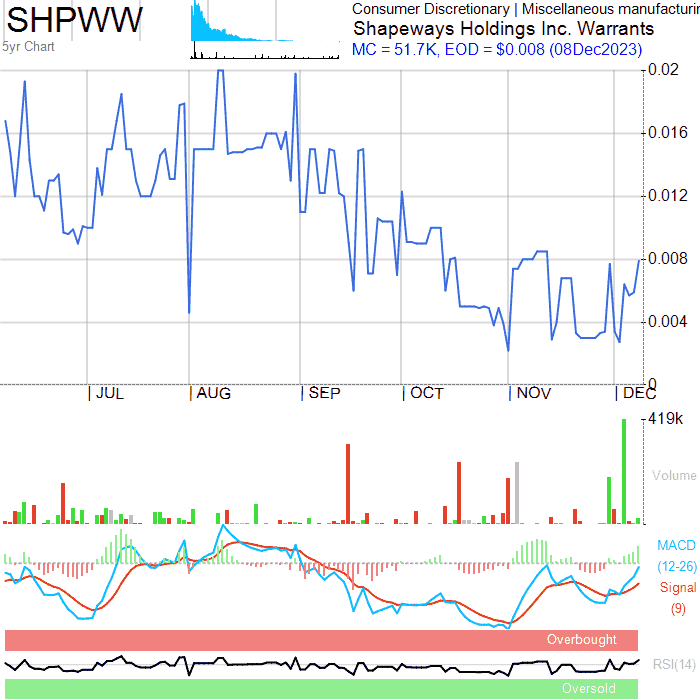 SHPWW
5yr Chart
Consumer Discretionary | Miscellaneous manufacturin
Shapeways Holdings Inc. Warrants
MC = 51.7K, EOD = $0.008 (08Dec2023)
0.02
0.016
0.012
0.008
0.004
0
JUL AUG SEP OCT NOV DEC
419k
Volume
MACD
(12-26)
Signal
(9)
Overbought
RSI(14)
Oversold